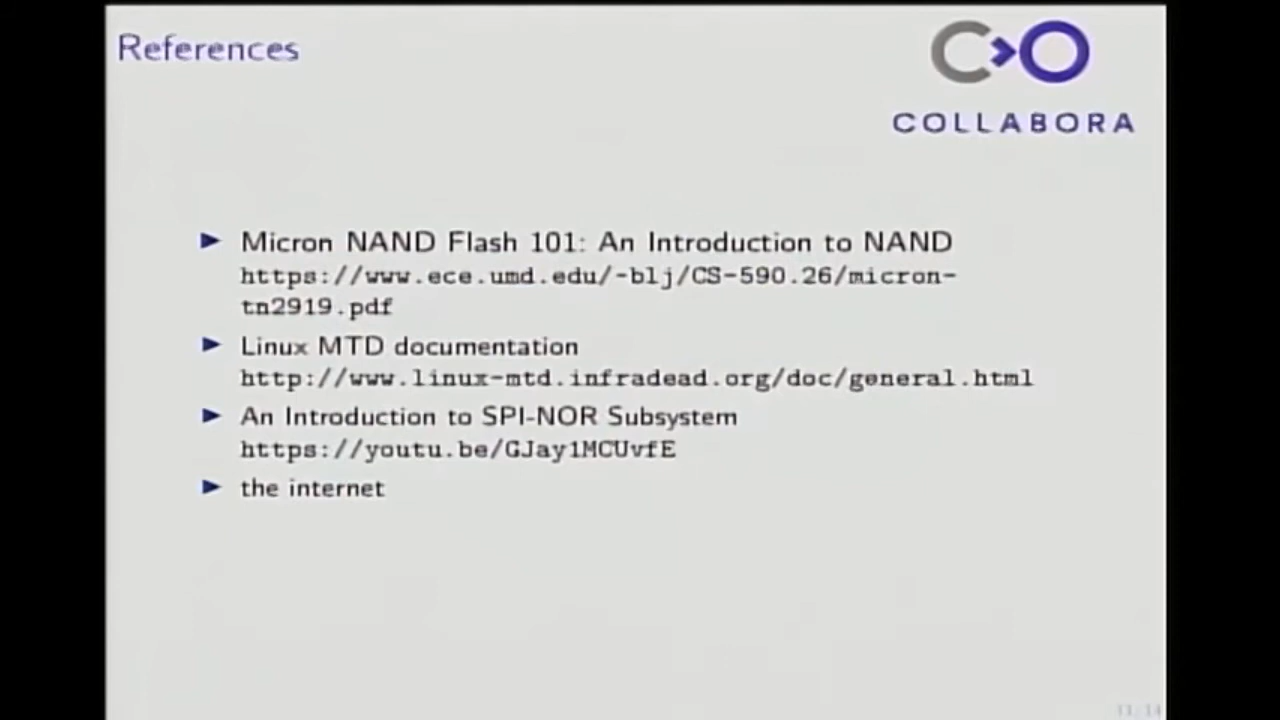 References
COLLABORA
Micron NAND Flash 101: An Introduction to NAND
https://www.ece.umd.edu/~blj/CS-590.26/micron-
tn2919.pdf
Linux MTD documentation
http://www.linux-mtd.infradead.org/doc/general.html
An Introduction to SPI-NOR Subsystem
https://youtu.be/GJay1MCUvfE
the internet